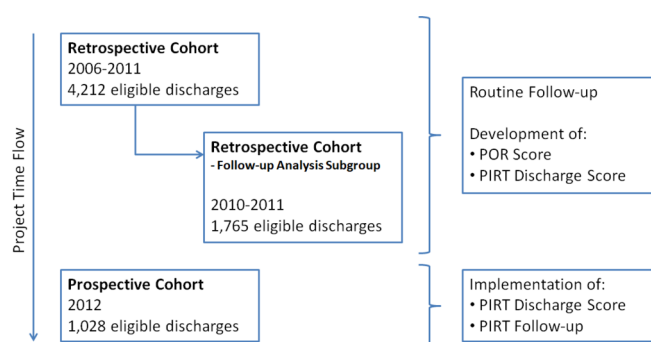 Project Time Flow
Retrospective Cohort
2006-2011
4,212 eligible discharges
Retrospective Cohort
- Follow-up Analysis Subgroup
2010-2011
1,765 eligible discharges
Routine Follow-up
Development of:
• POR Score
• PIRT Discharge Score
Prospective Cohort
2012
1,028 eligible discharges
Implementation of:
• PIRT Discharge Score
• PIRT Follow-up